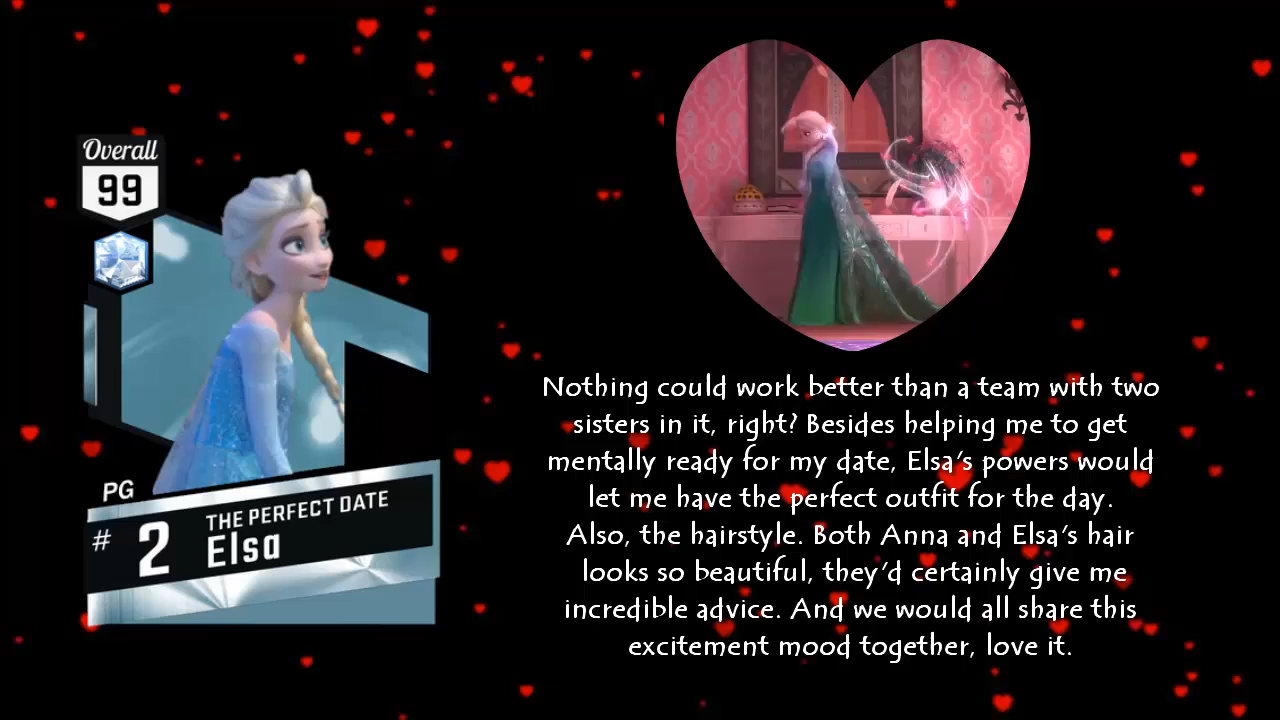 Overall
99
PG
# 2
THE PERFECT DATE
Elsa
Nothing could work better than a team with two
sisters in it, right? Besides helping me to get
mentally ready for my date, Elsa's powers would
let me have the perfect outfit for the day.
Also, the hairstyle. Both Anna and Elsa's hair
looks so beautiful, they'd certainly give me
incredible advice. And we would all share this
excitement mood together, love it.